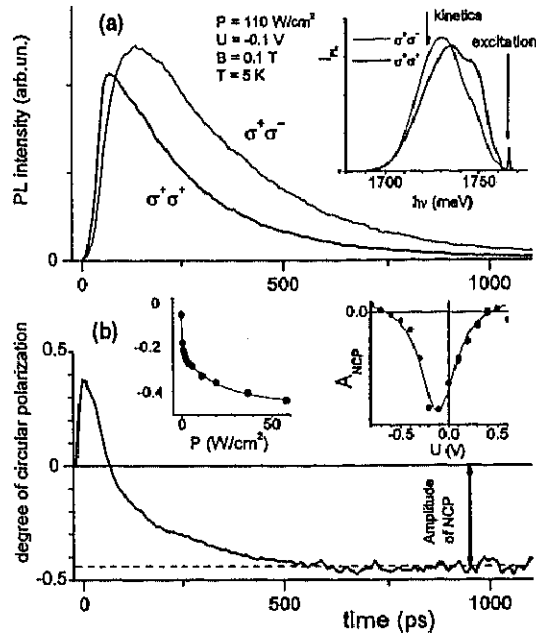 (a)
P = 110 W/cm²
U = -0.1 V
B = 0.1 T
T = 5 K
PL intensity (arb.un.)
σ⁺σ⁻
σ⁺σ⁺
0
0
500
1000
kinetics
σ⁺σ⁻
σ⁺σ⁺
excitation
I_PL
1700
1750
hν (meV)
(b)
degree of circular polarization
0.5
0
-0.5
0
-0.2
-0.4
0
50
P (W/cm²)
0.0
A_NCP
-0.5
0.0
0.5
U (V)
Amplitude
of NCP
0
500
1000
time (ps)